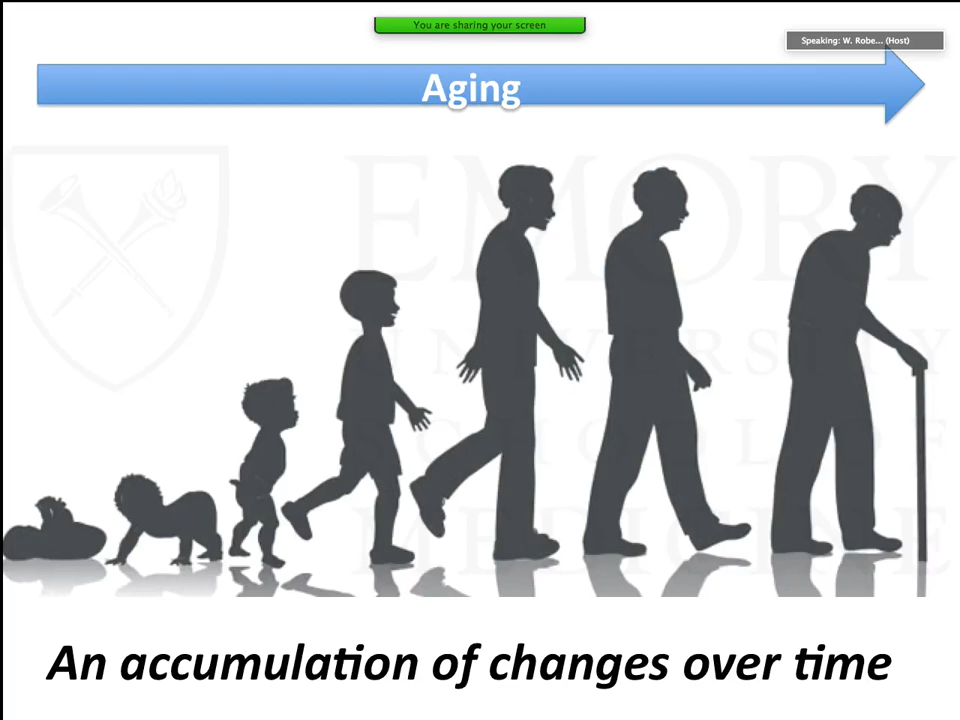 You are sharing your screen
Speaking: W. Robe... (Host)
Aging
EMORY
UNIVERSITY
SCHOOL OF
MEDICINE
An accumulation of changes over time